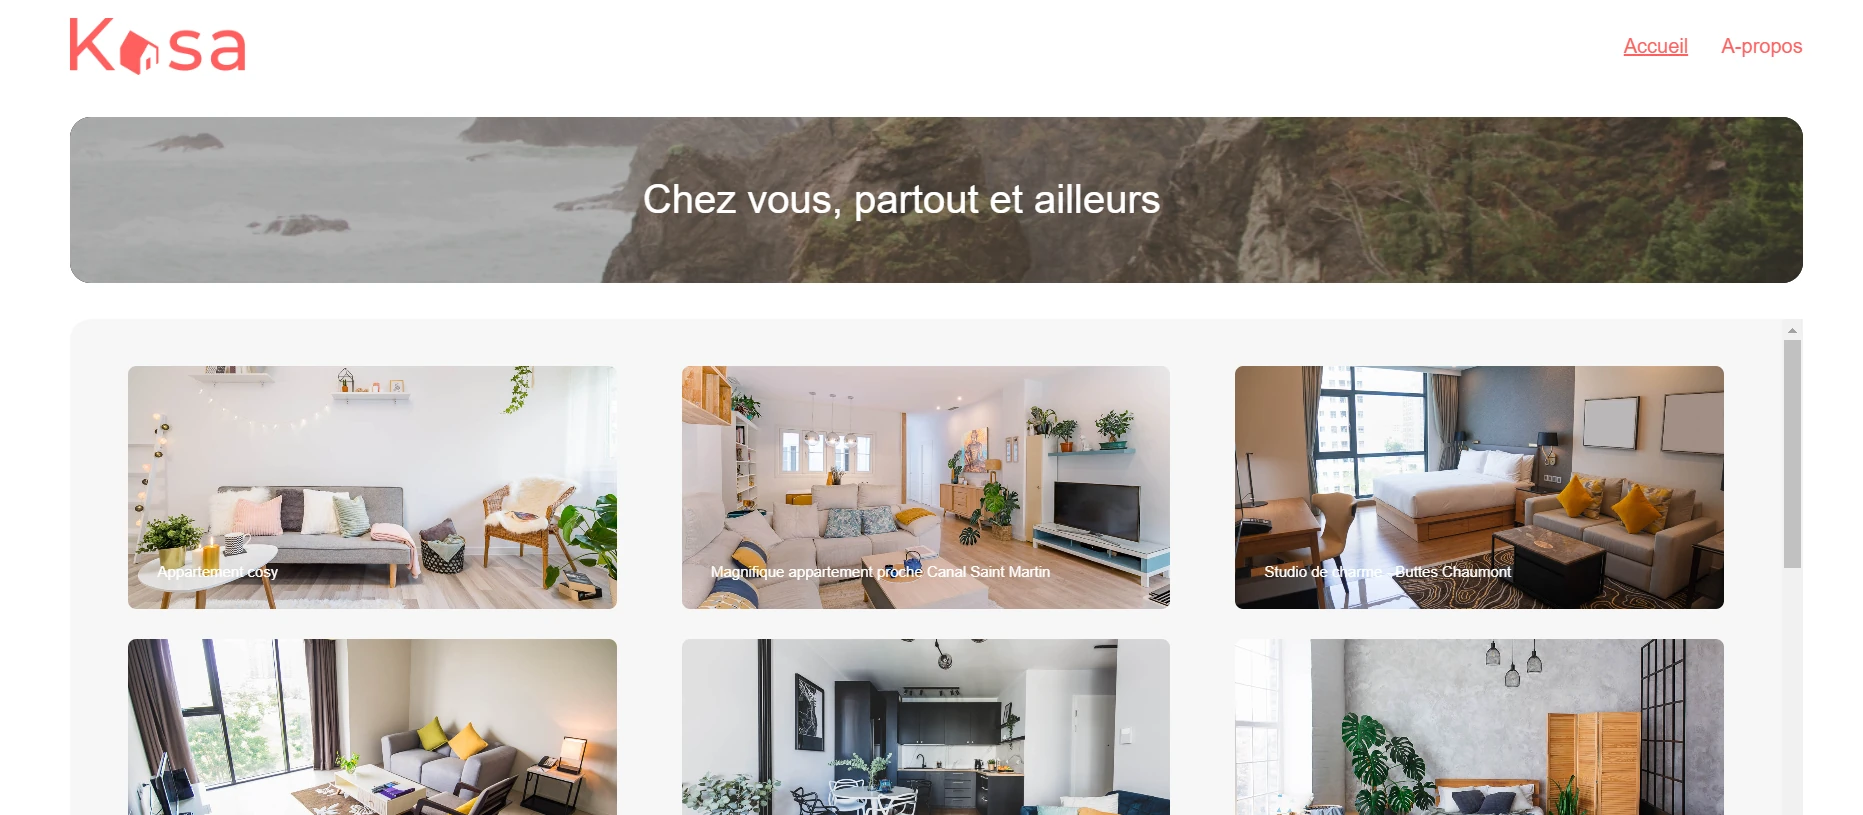 Kasa
Accueil
A-propos
Chez vous, partout et ailleurs
Appartement cosy
Magnifique appartement proche Canal Saint Martin
Studio de charme - Buttes Chaumont